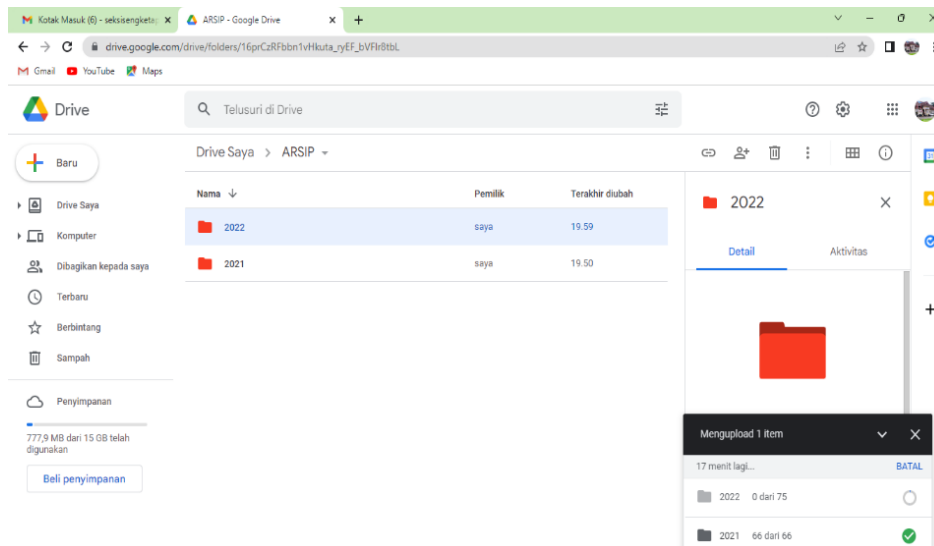 Kotak Masuk (6) - seksisengketa
ARSIP - Google Drive
drive.google.com/drive/folders/16prCzRFbbn1vHkuta_ryEF_bVFIr8tbL
Gmail YouTube Maps
Drive
Telusuri di Drive
Baru
Drive Saya
Komputer
Dibagikan kepada saya
Terbaru
Berbintang
Sampah
Penyimpanan
777,9 MB dari 15 GB telah
digunakan
Beli penyimpanan
Drive Saya > ARSIP
Nama Pemilik Terakhir diubah
2022 saya 19.59
2021 saya 19.50
2022
Detail Aktivitas
Mengupload 1 item
17 menit lagi... BATAL
2022 0 dari 75
2021 66 dari 66